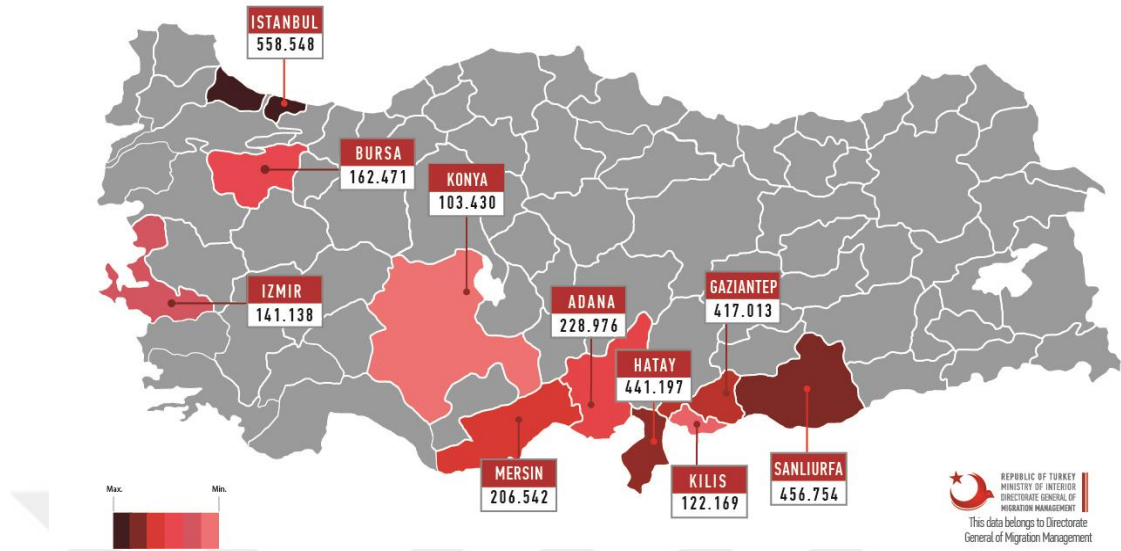 ISTANBUL
558.548
BURSA
162.471
KONYA
103.430
IZMIR
141.138
ADANA
228.976
GAZIANTEP
417.013
HATAY
441.197
MERSIN
206.542
KILIS
122.169
SANLIURFA
456.754
Max.
Min.
REPUBLIC OF TURKEY
MINISTRY OF INTERIOR
DIRECTORATE GENERAL OF
MIGRATION MANAGEMENT
This data belongs to Directorate
General of Migration Management